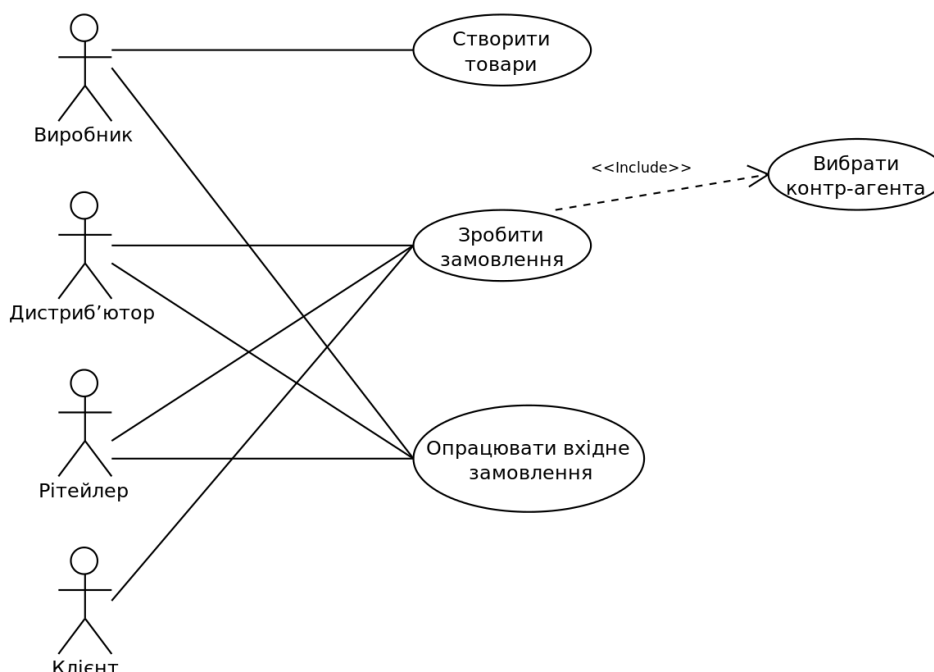 Створити
товари
Виробник
<<Include>>
Вибрати
контр-агента
Зробити
замовлення
Дистриб’ютор
Опрацювати вхідне
замовлення
Рітейлер
Клієнт